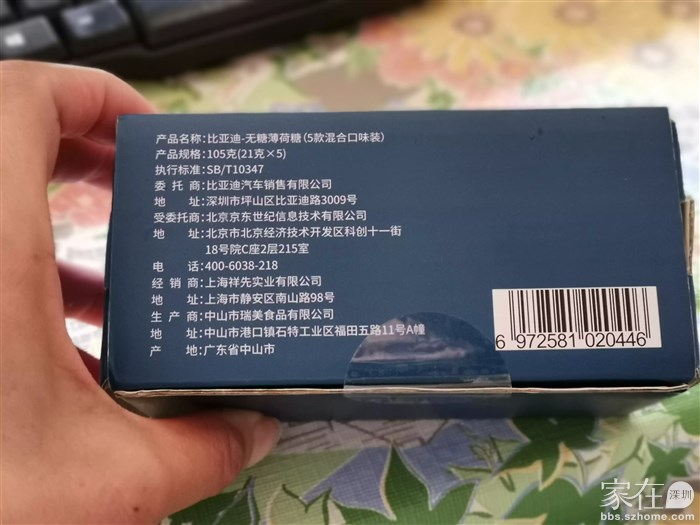 产品名称:比亚迪-无糖薄荷糖(5款混合口味装)
产品规格:105克(21克×5)
执行标准:SB/T10347
委托商:比亚迪汽车销售有限公司
地址:深圳市坪山区比亚迪路3009号
受委托商:北京京东世纪信息技术有限公司
地址:北京市北京经济技术开发区科创十一街
18号院C座2层215室
电话:400-6038-218
经销商:上海祥先实业有限公司
地址:上海市静安区南山路98号
生产商:中山市瑞美食品有限公司
地址:中山市港口镇石特工业区福田五路11号A幢
产地:广东省中山市
6 972581 020446
家在深圳
bbs.szhome.com